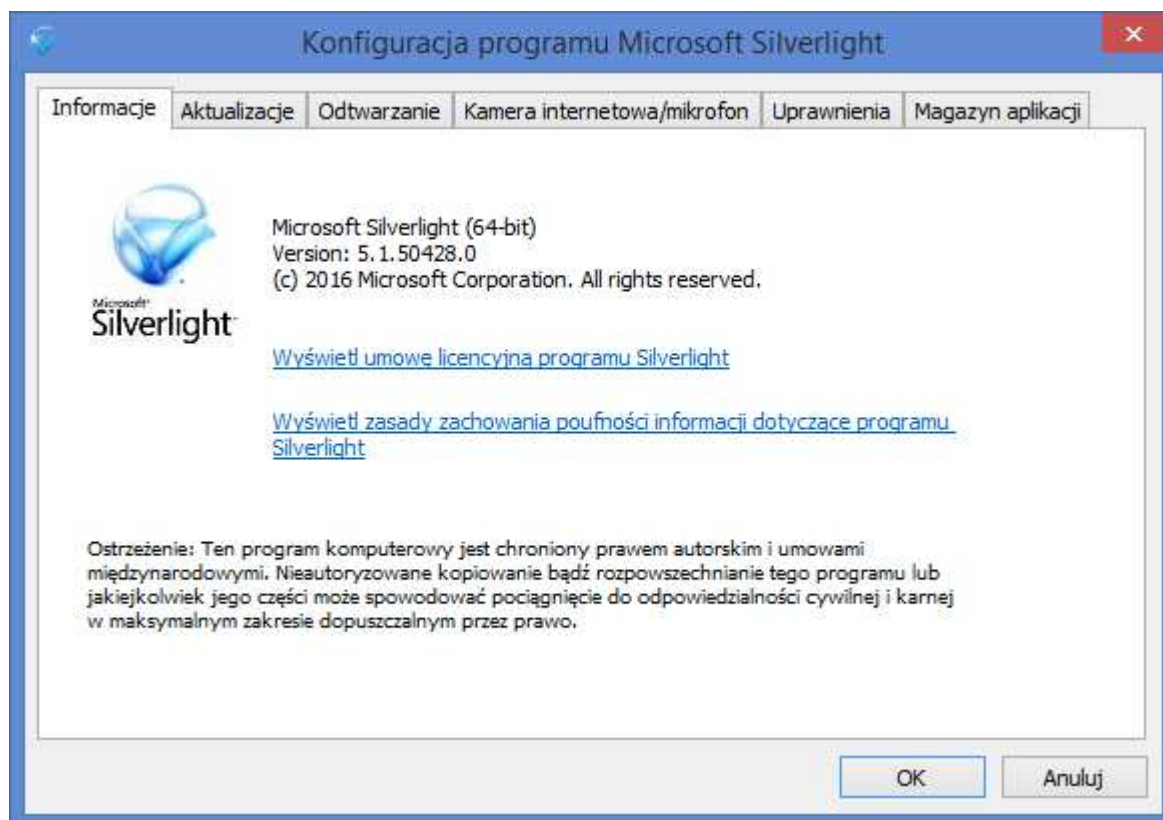 Konfiguracja programu Microsoft Silverlight
Informacje Aktualizacje Odtwarzanie Kamera internetowa/mikrofon Uprawnienia Magazyn aplikacji
Microsoft Silverlight (64-bit)
Version: 5.1.50428.0
(c) 2016 Microsoft Corporation. All rights reserved.
Microsoft
Silverlight
Wyświetl umowę licencyjną programu Silverlight
Wyświetl zasady zachowania poufności informacji dotyczące programu
Silverlight
Ostrzeżenie: Ten program komputerowy jest chroniony prawem autorskim i umowami
międzynarodowymi. Nieautoryzowane kopiowanie bądź rozpowszechnianie tego programu lub
jakiejkolwiek jego części może spowodować pociągnięcie do odpowiedzialności cywilnej i karnej
w maksymalnym zakresie dopuszczalnym przez prawo.
OK Anuluj